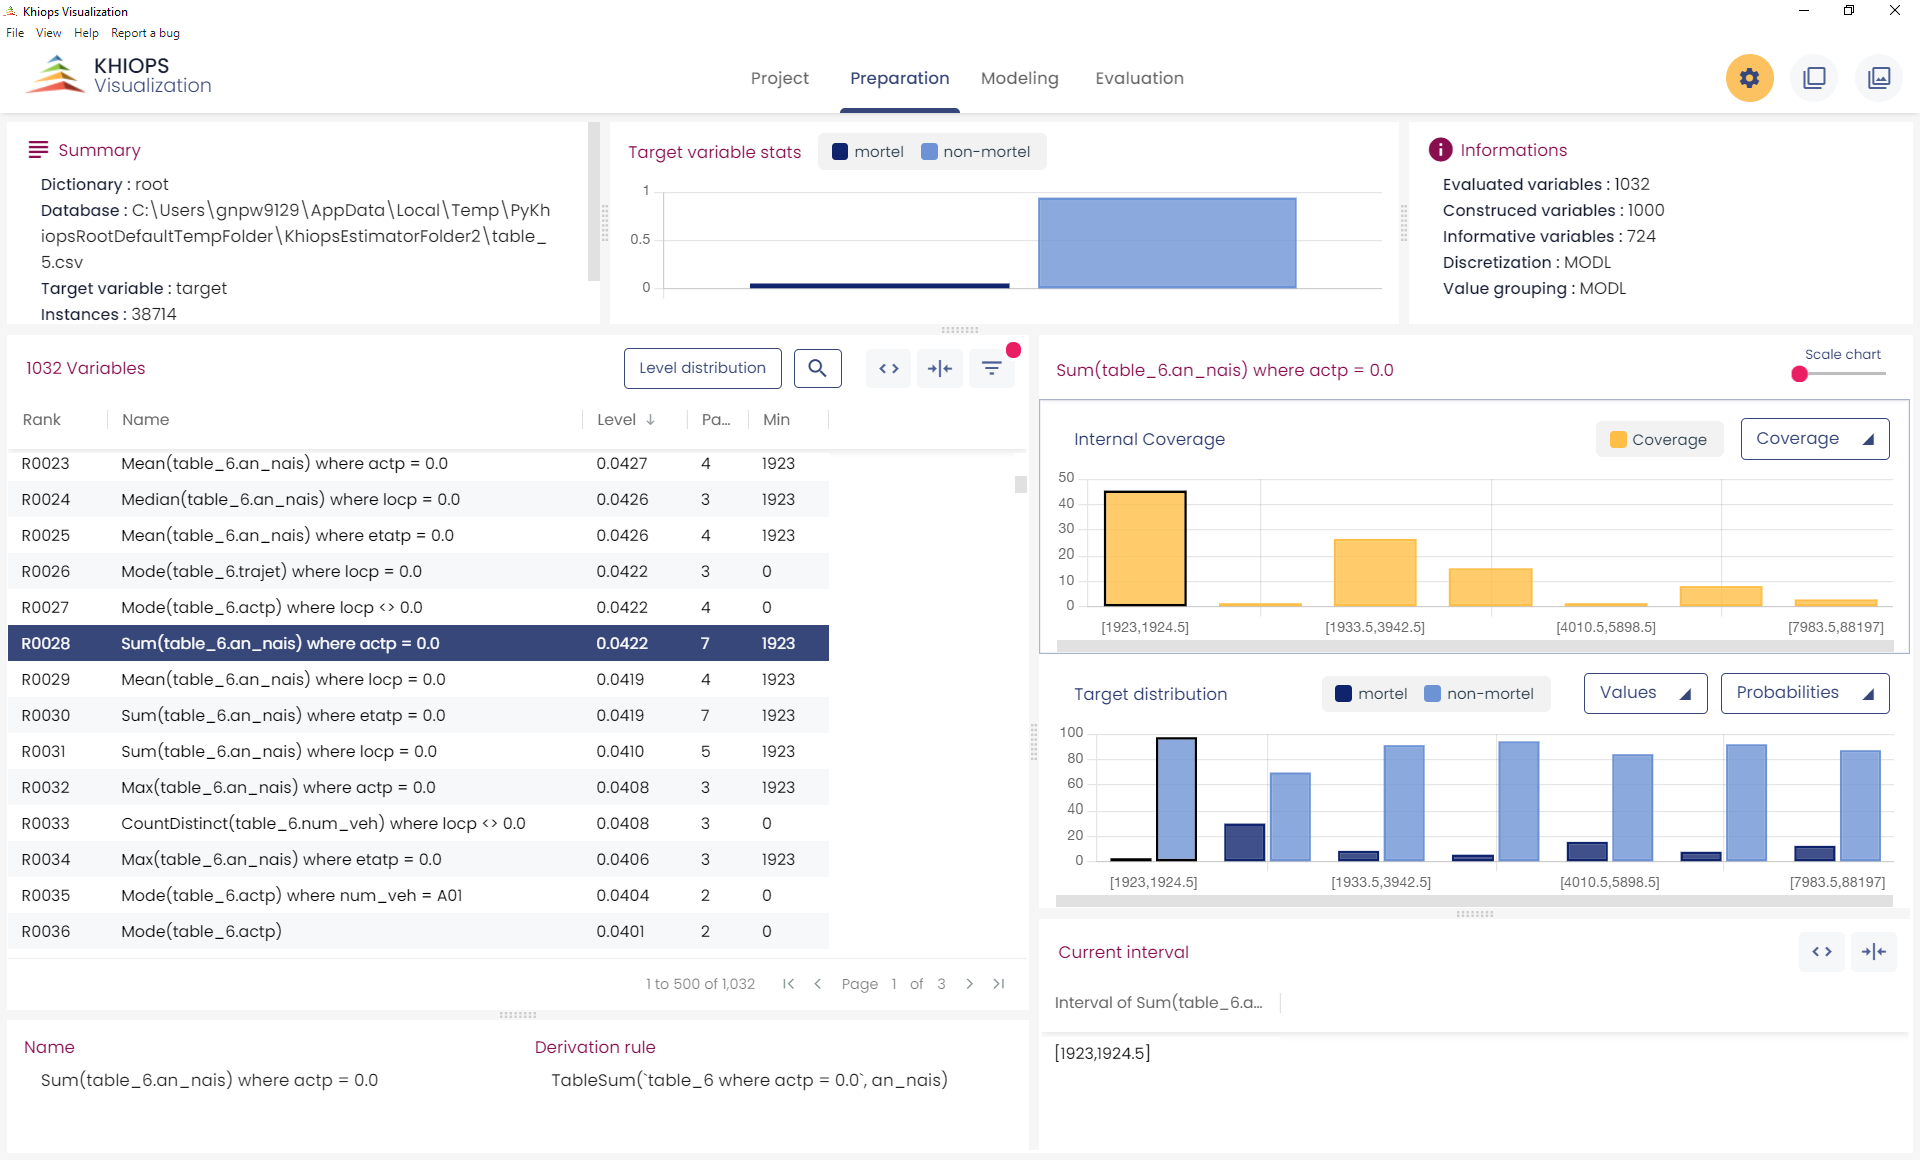 Khiops Visualization
File View Help Report a bug
KHIOPS
Visualization
Project Preparation Modeling Evaluation
Summary
Dictionary : root
Database : C:\Users\gnpw9129\AppData\Local\Temp\PyKh
iopsRootDefaultTempFolder\KhiopsEstimatorFolder2\table_
5.csv
Target variable : target
Instances : 38714
Target variable stats mortel non-mortel
1
0.5
0
Informations
Evaluated variables : 1032
Construced variables : 1000
Informative variables : 724
Discretization : MODL
Value grouping : MODL
1032 Variables Level distribution
Rank Name Level Pa... Min
R0023 Mean(table_6.an_nais) where actp = 0.0 0.0427 4 1923
R0024 Median(table_6.an_nais) where locp = 0.0 0.0426 3 1923
R0025 Mean(table_6.an_nais) where etatp = 0.0 0.0426 4 1923
R0026 Mode(table_6.trajet) where locp = 0.0 0.0422 3 0
R0027 Mode(table_6.actp) where locp <> 0.0 0.0422 4 0
R0028 Sum(table_6.an_nais) where actp = 0.0 0.0422 7 1923
R0029 Mean(table_6.an_nais) where locp = 0.0 0.0419 4 1923
R0030 Sum(table_6.an_nais) where etatp = 0.0 0.0419 7 1923
R0031 Sum(table_6.an_nais) where locp = 0.0 0.0410 5 1923
R0032 Max(table_6.an_nais) where actp = 0.0 0.0408 3 1923
R0033 CountDistinct(table_6.num_veh) where locp <> 0.0 0.0408 3 0
R0034 Max(table_6.an_nais) where etatp = 0.0 0.0406 3 1923
R0035 Mode(table_6.actp) where num_veh = A01 0.0404 2 0
R0036 Mode(table_6.actp) 0.0401 2 0
1 to 500 of 1,032 Page 1 of 3
Name
Sum(table_6.an_nais) where actp = 0.0
Derivation rule
TableSum(`table_6 where actp = 0.0`, an_nais)
Sum(table_6.an_nais) where actp = 0.0
Scale chart
Internal Coverage Coverage Coverage
50
40
30
20
10
0
[1923,1924.5] [1933.5,3942.5] [4010.5,5898.5] [7983.5,88197]
Target distribution mortel non-mortel Values Probabilities
100
80
60
40
20
0
[1923,1924.5] [1933.5,3942.5] [4010.5,5898.5] [7983.5,88197]
Current interval
Interval of Sum(table_6.a...
[1923,1924.5]